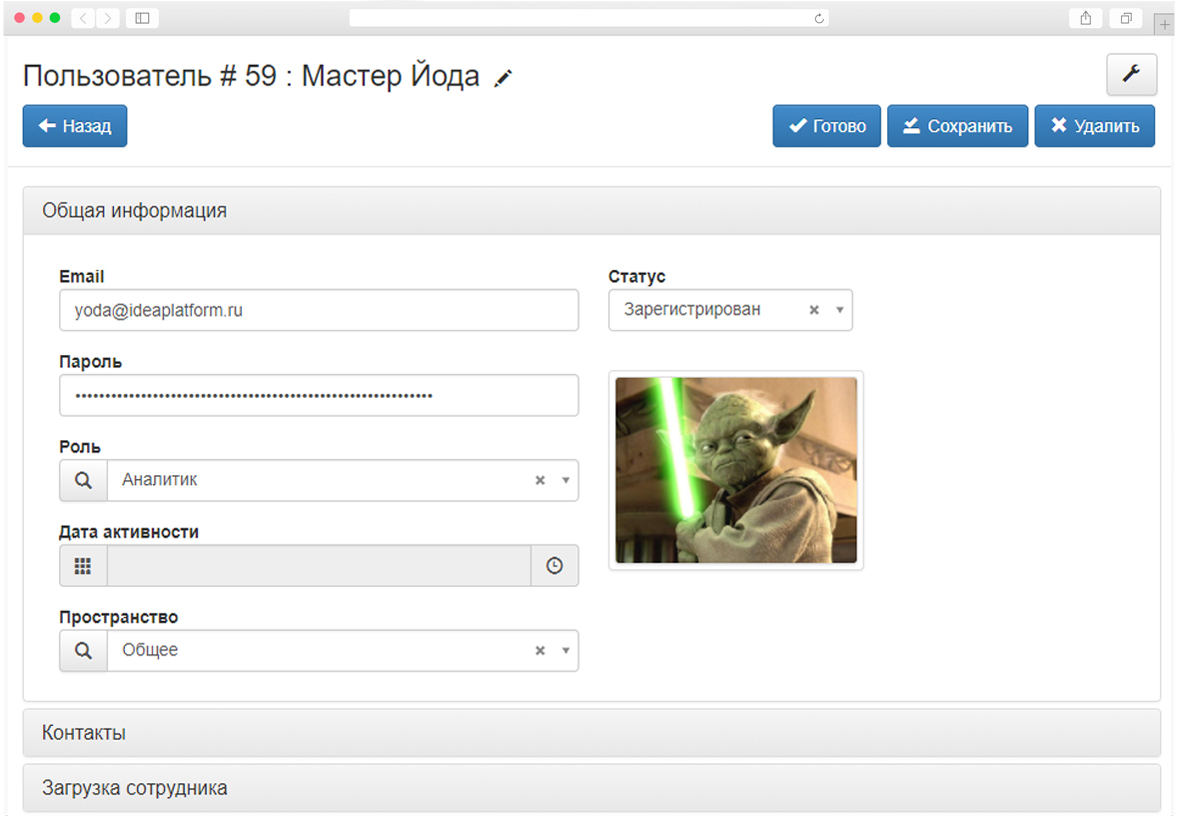 Пользователь # 59 : Мастер Йода
Назад
Готово
Сохранить
Удалить
Общая информация
Email
Статус
yoda@ideaplatform.ru
Зарегистрирован
Пароль
Роль
Аналитик
Дата активности
Пространство
Общее
Контакты
Загрузка сотрудника